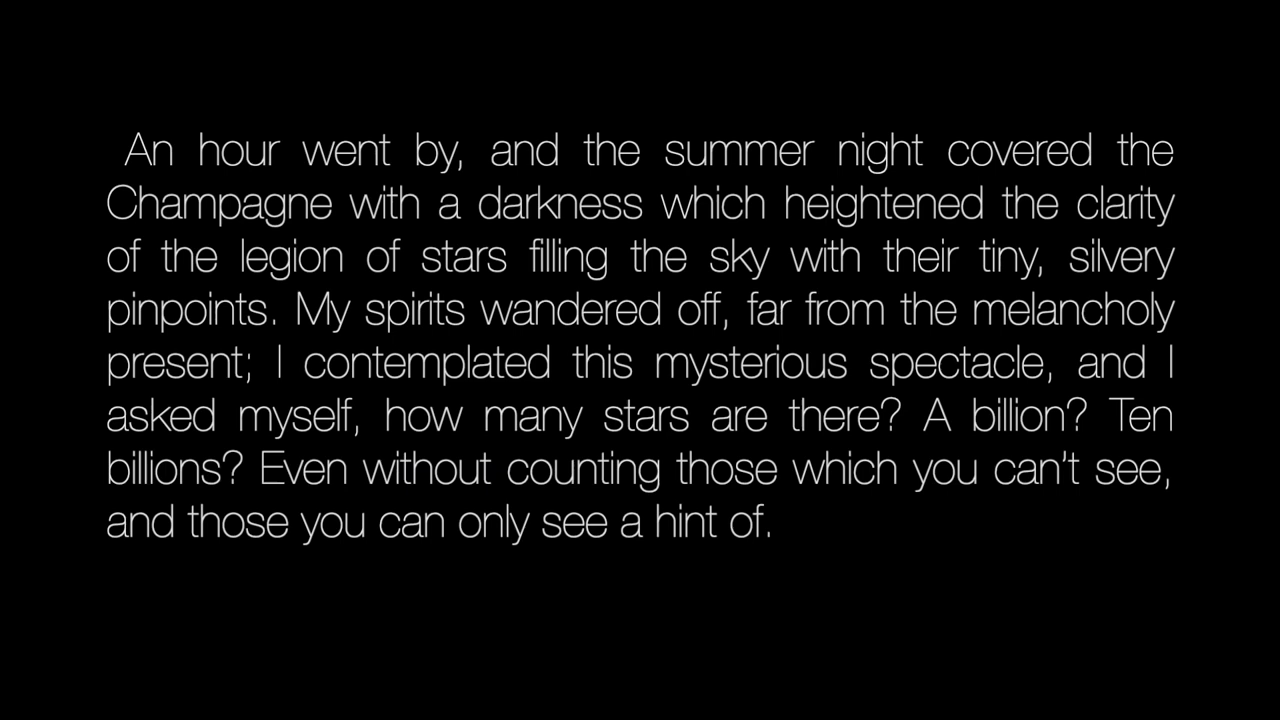 An hour went by, and the summer night covered the
Champagne with a darkness which heightened the clarity
of the legion of stars filling the sky with their tiny, silvery
pinpoints. My spirits wandered off, far from the melancholy
present; I contemplated this mysterious spectacle, and I
asked myself, how many stars are there? A billion? Ten
billions? Even without counting those which you can't see,
and those you can only see a hint of.